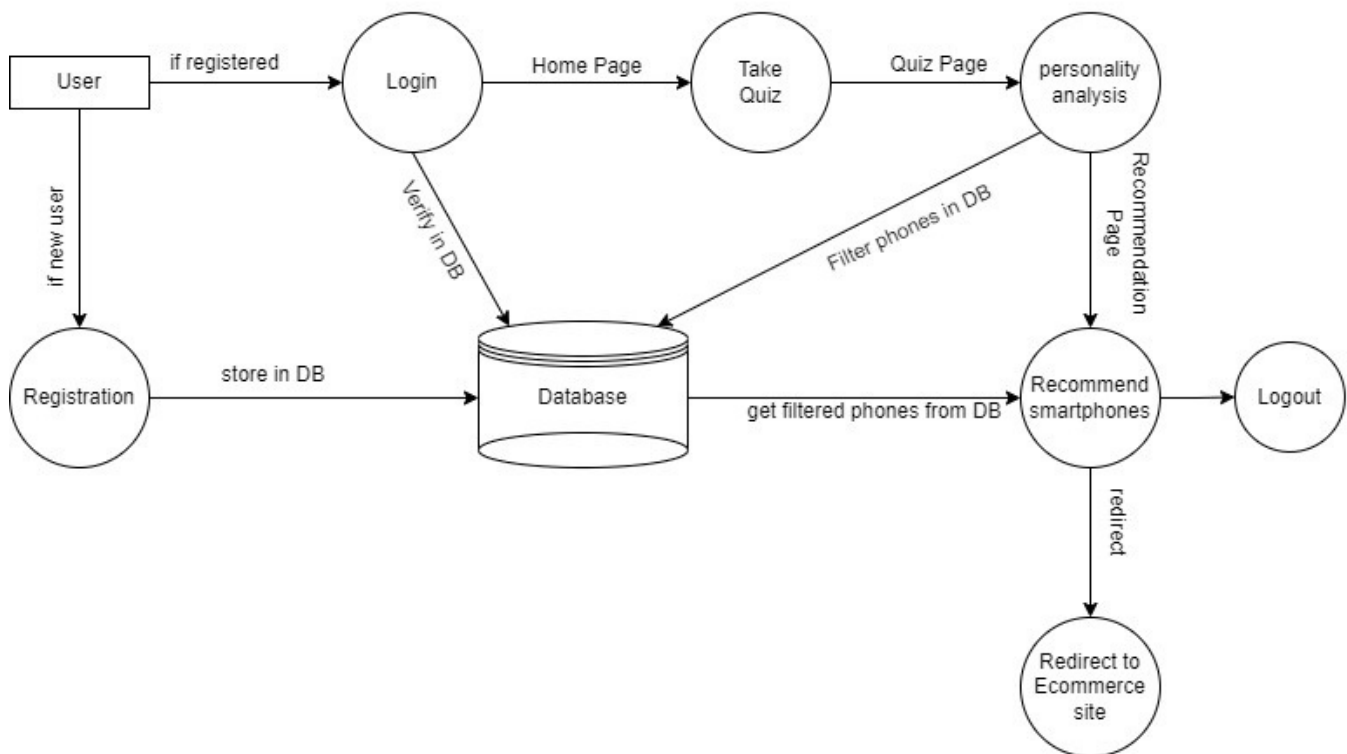 User
if registered
Login
Home Page
Take
Quiz
Quiz Page
personality
analysis
if new user
Verify in DB
Filter phones in DB
Recommendation
Page
Registration
store in DB
Database
get filtered phones from DB
Recommend
smartphones
Logout
redirect
Redirect to
Ecommerce
site